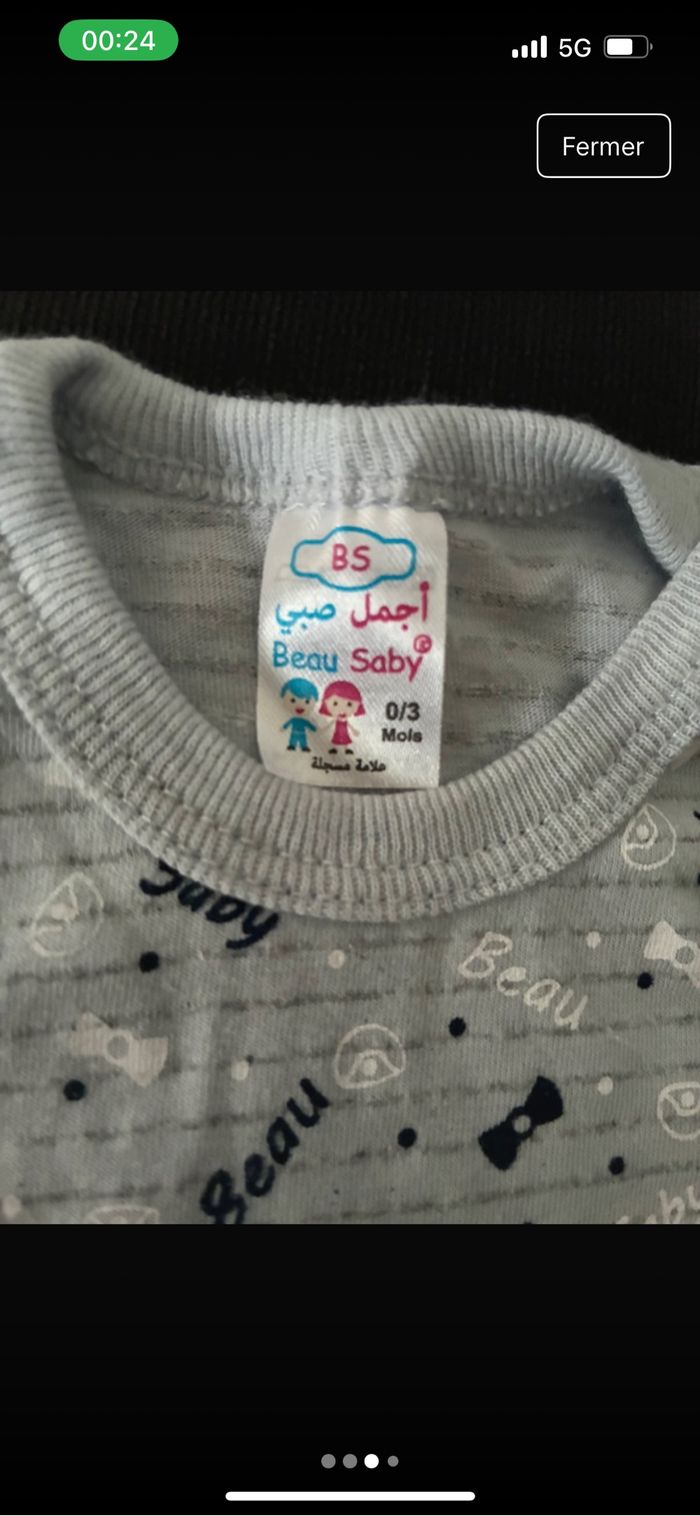 00:24
5G
Fermer
BS
أجمل صبي
Beau Saby©
0/3
Mois
علامة مسجلة
Saby
Beau
Beau